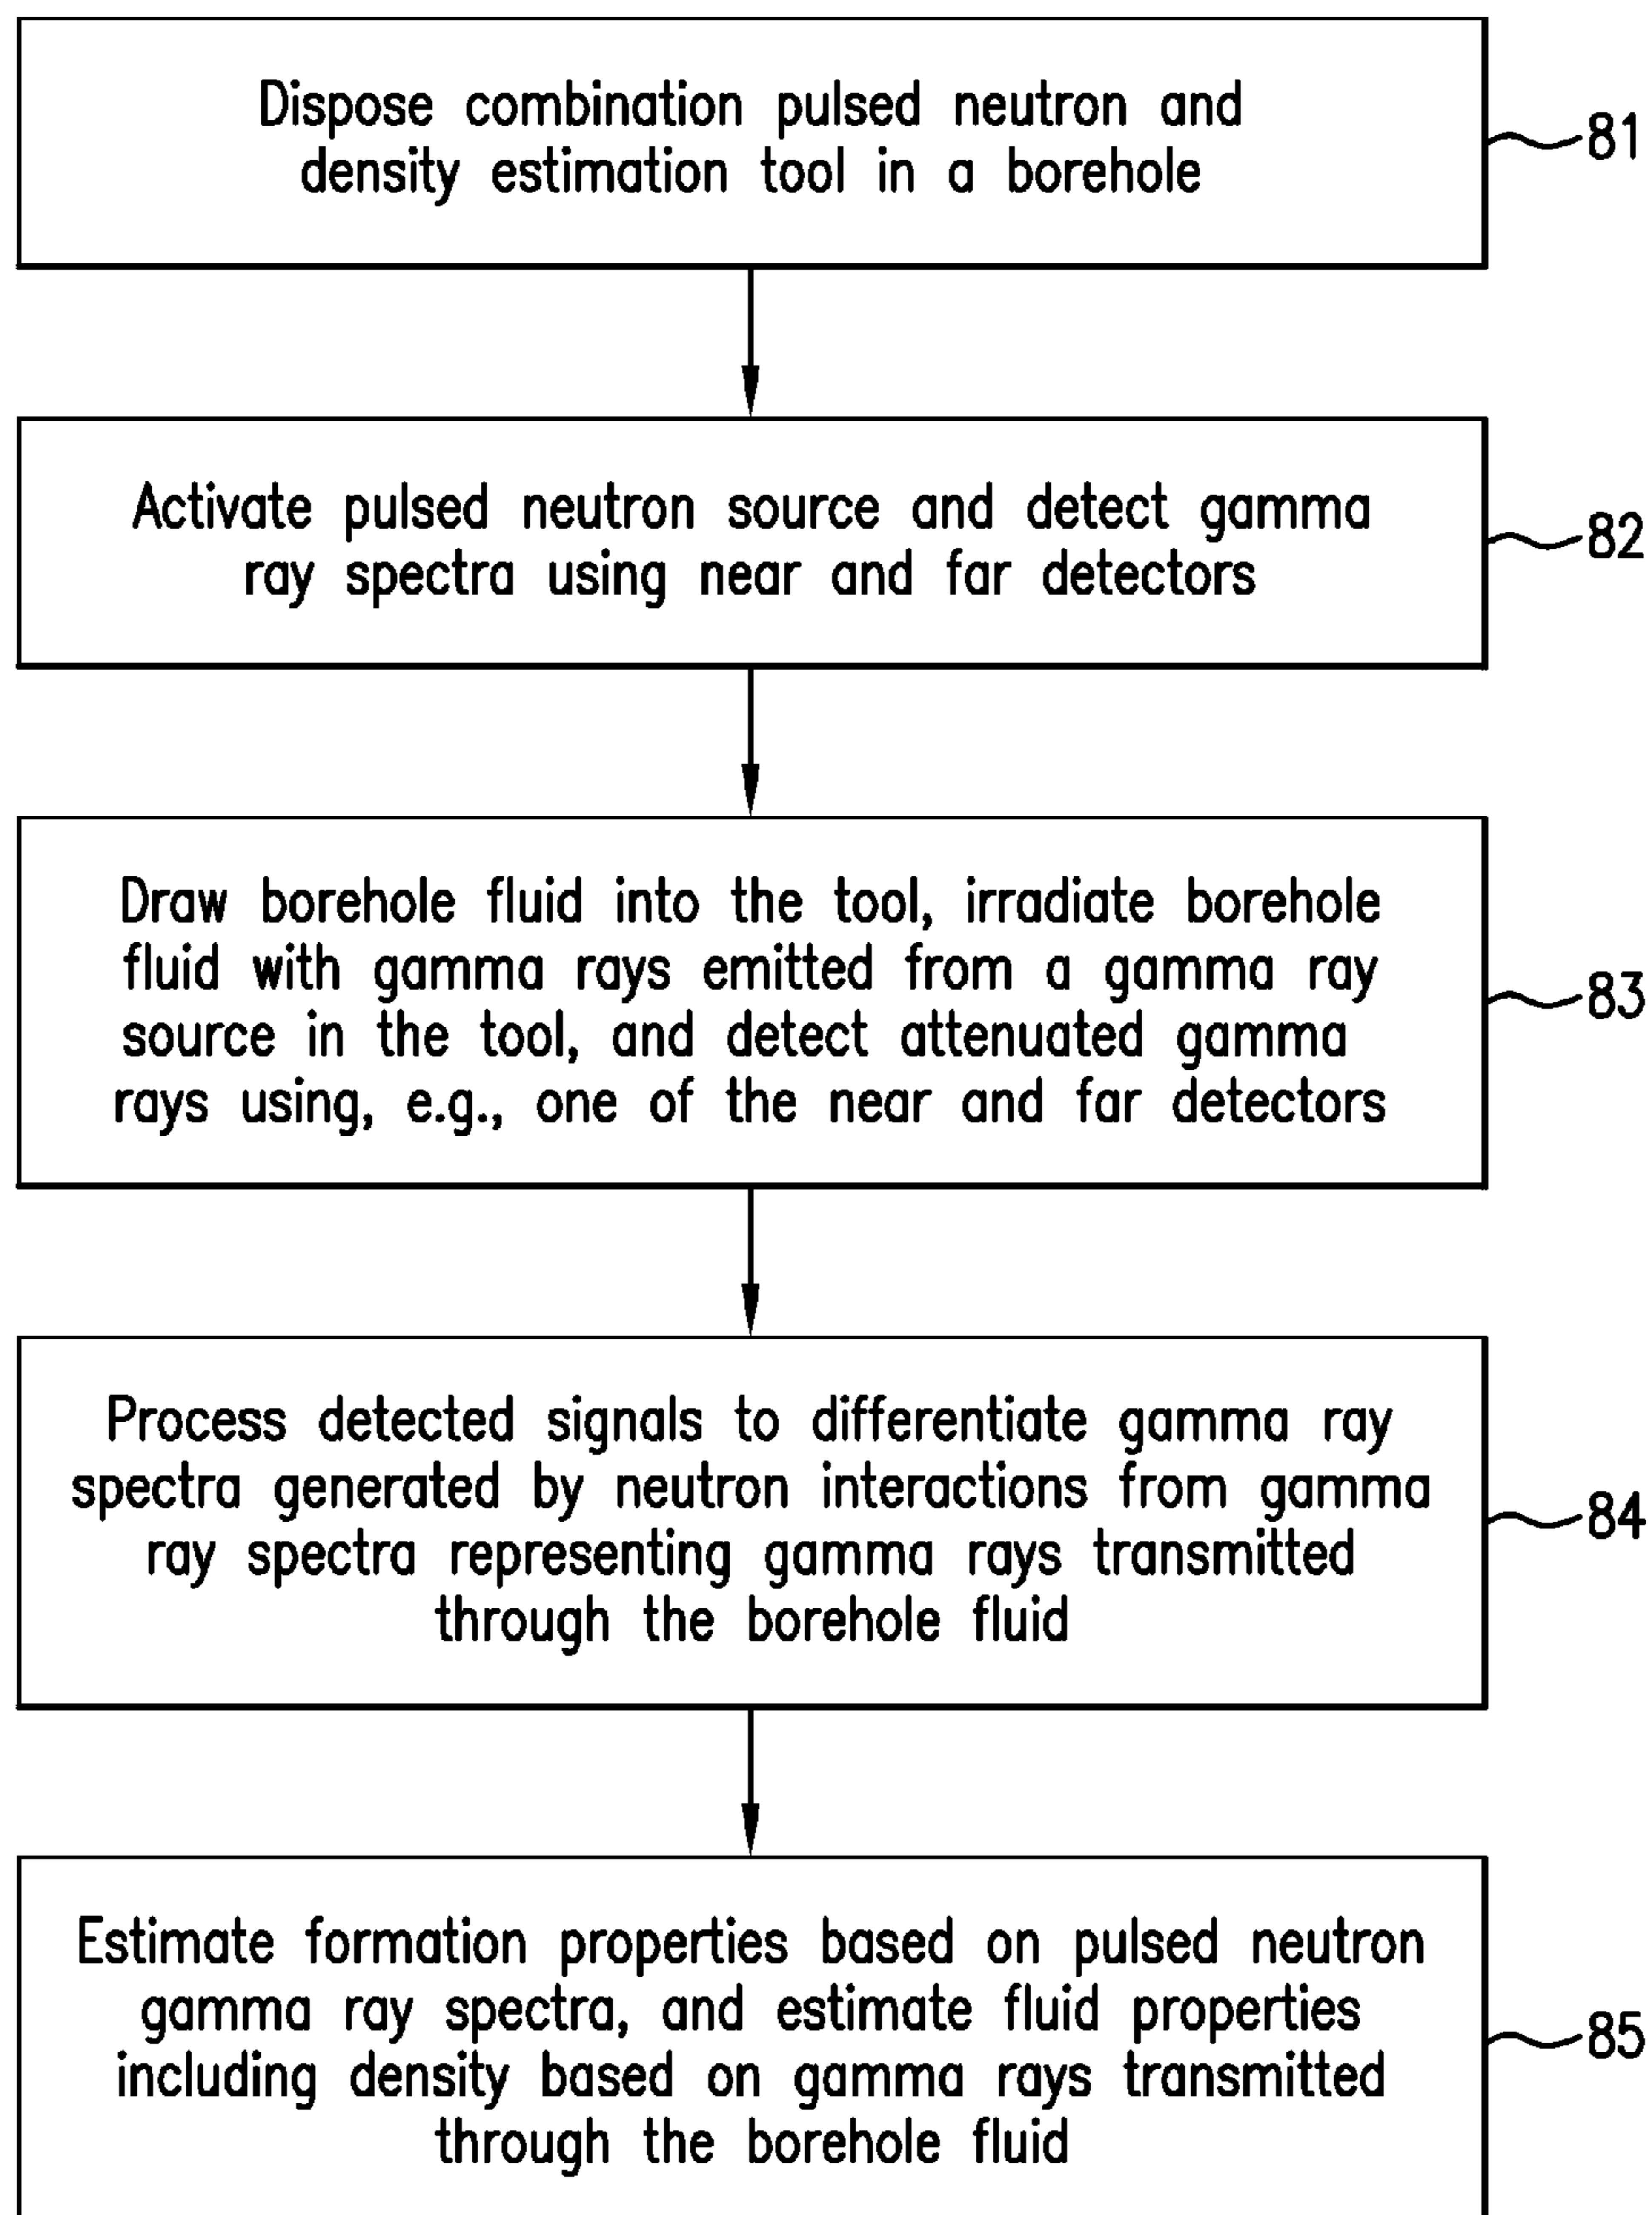 Dispose combination pulsed neutron and
density estimation tool in a borehole
81
Activate pulsed neutron source and detect gamma
ray spectra using near and far detectors
82
Draw borehole fluid into the tool, irradiate borehole
fluid with gamma rays emitted from a gamma ray
source in the tool, and detect attenuated gamma
rays using, e.g., one of the near and far detectors
83
Process detected signals to differentiate gamma ray
spectra generated by neutron interactions from gamma
ray spectra representing gamma rays transmitted
through the borehole fluid
84
Estimate formation properties based on pulsed neutron
gamma ray spectra, and estimate fluid properties
including density based on gamma rays transmitted
through the borehole fluid
85